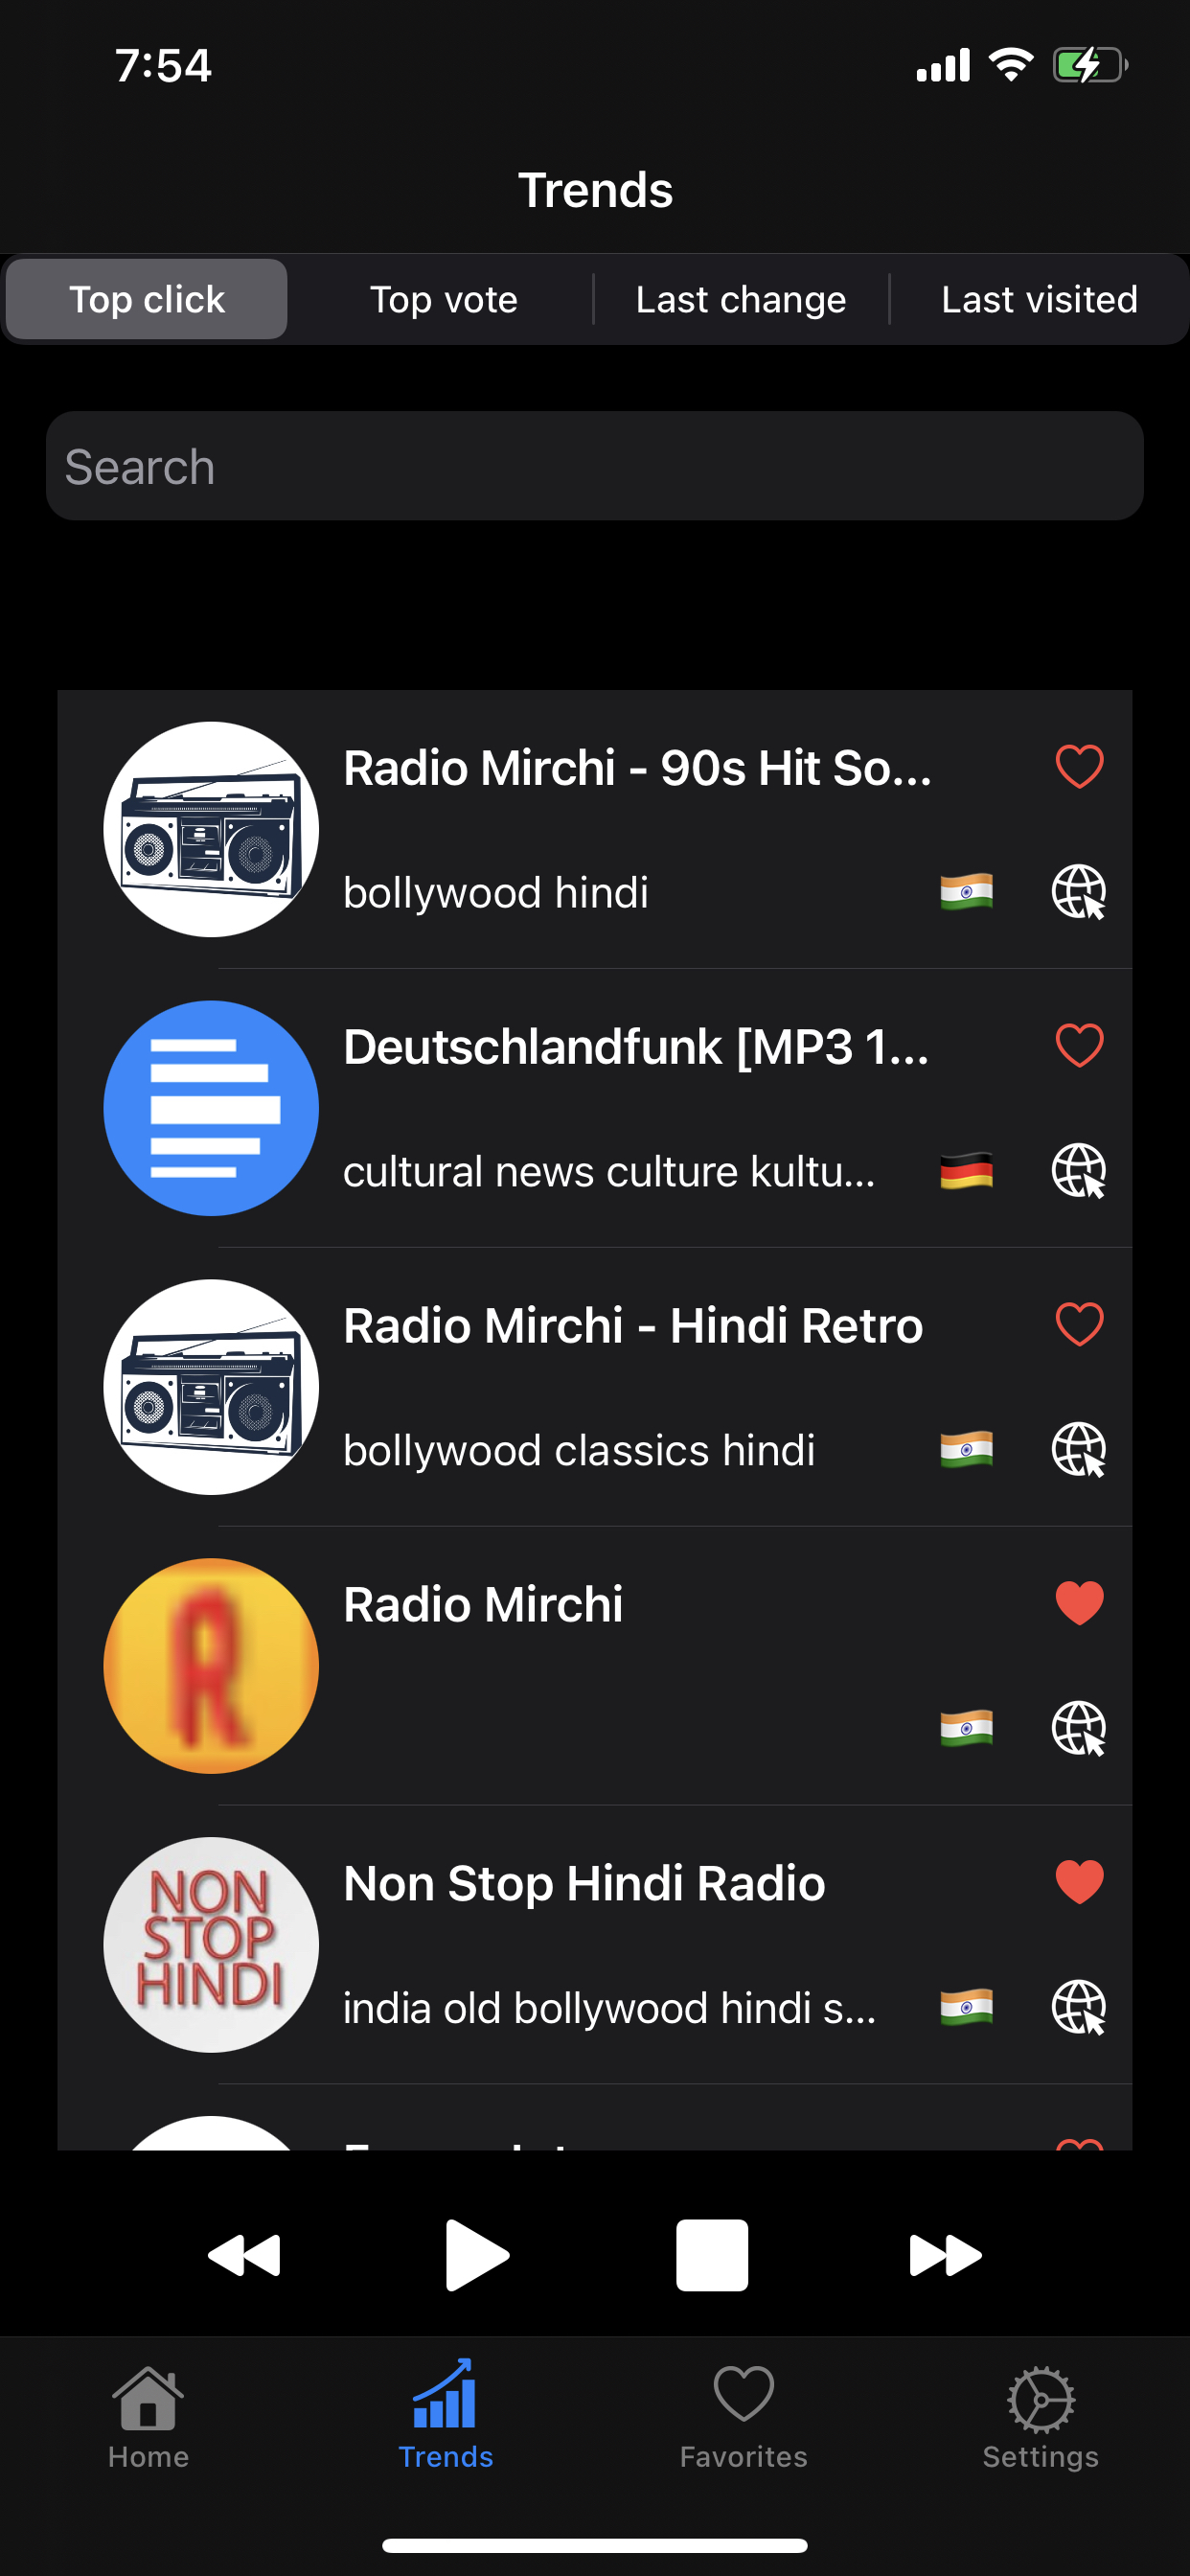 7:54
Trends
Top click
Top vote
Last change
Last visited
Search
Radio Mirchi - 90s Hit So...
bollywood hindi
Deutschlandfunk [MP3 1...
cultural news culture kultu...
Radio Mirchi - Hindi Retro
bollywood classics hindi
Radio Mirchi
NON
STOP
HINDI
Non Stop Hindi Radio
india old bollywood hindi s...
Home
Trends
Favorites
Settings